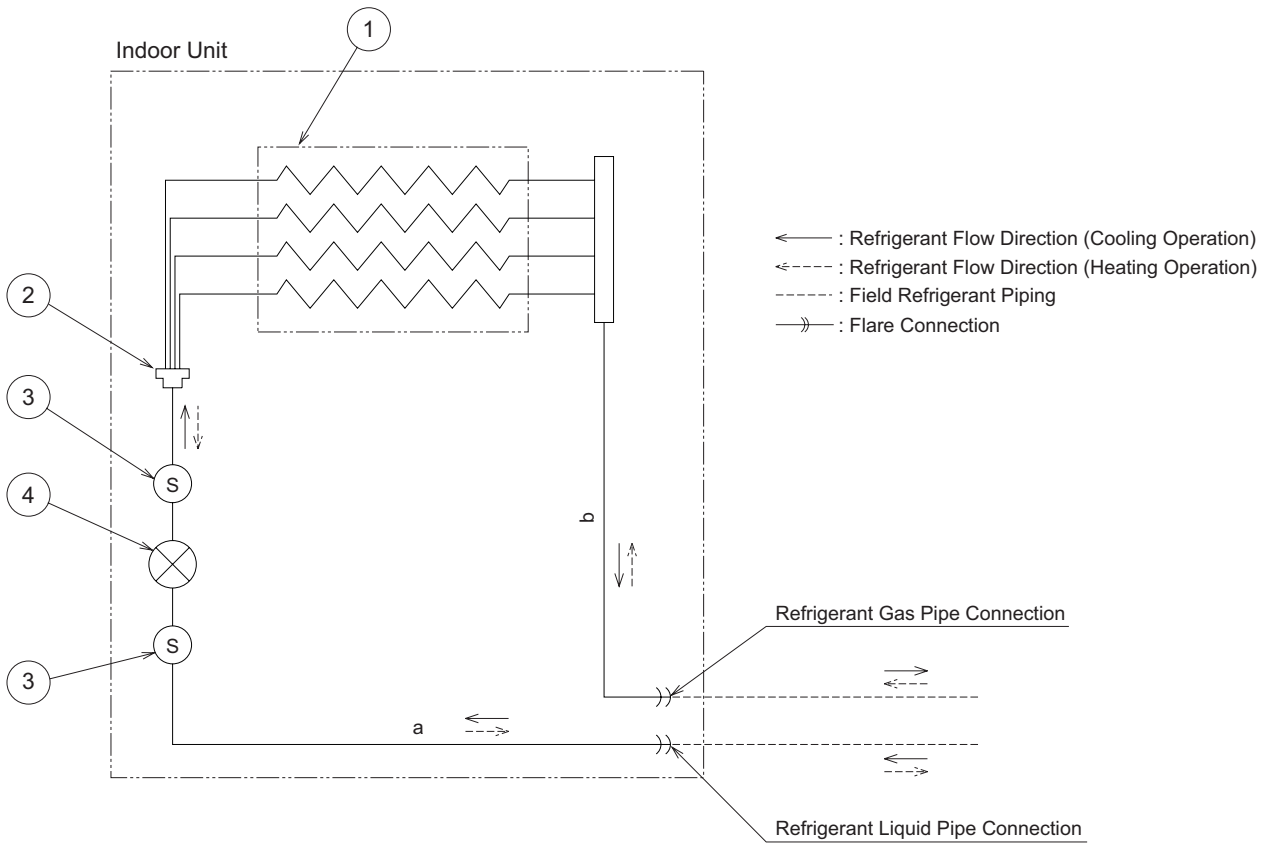 1
Indoor Unit
: Refrigerant Flow Direction (Cooling Operation)
: Refrigerant Flow Direction (Heating Operation)
: Field Refrigerant Piping
: Flare Connection
2
3
S
4
b
Refrigerant Gas Pipe Connection
S
3
a
Refrigerant Liquid Pipe Connection